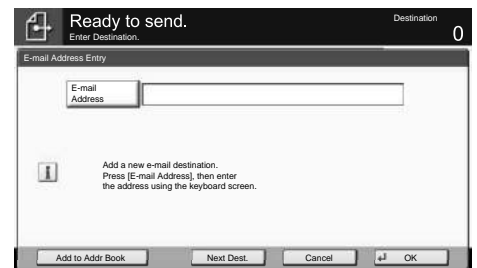 Ready to send.
Destination
Enter Destination.
0
E-mail Address Entry
E-mail
Address
Add a new e-mail destination.
Press [E-mail Address], then enter
the address using the keyboard screen.
Add to Addr Book
Next Dest.
Cancel
OK